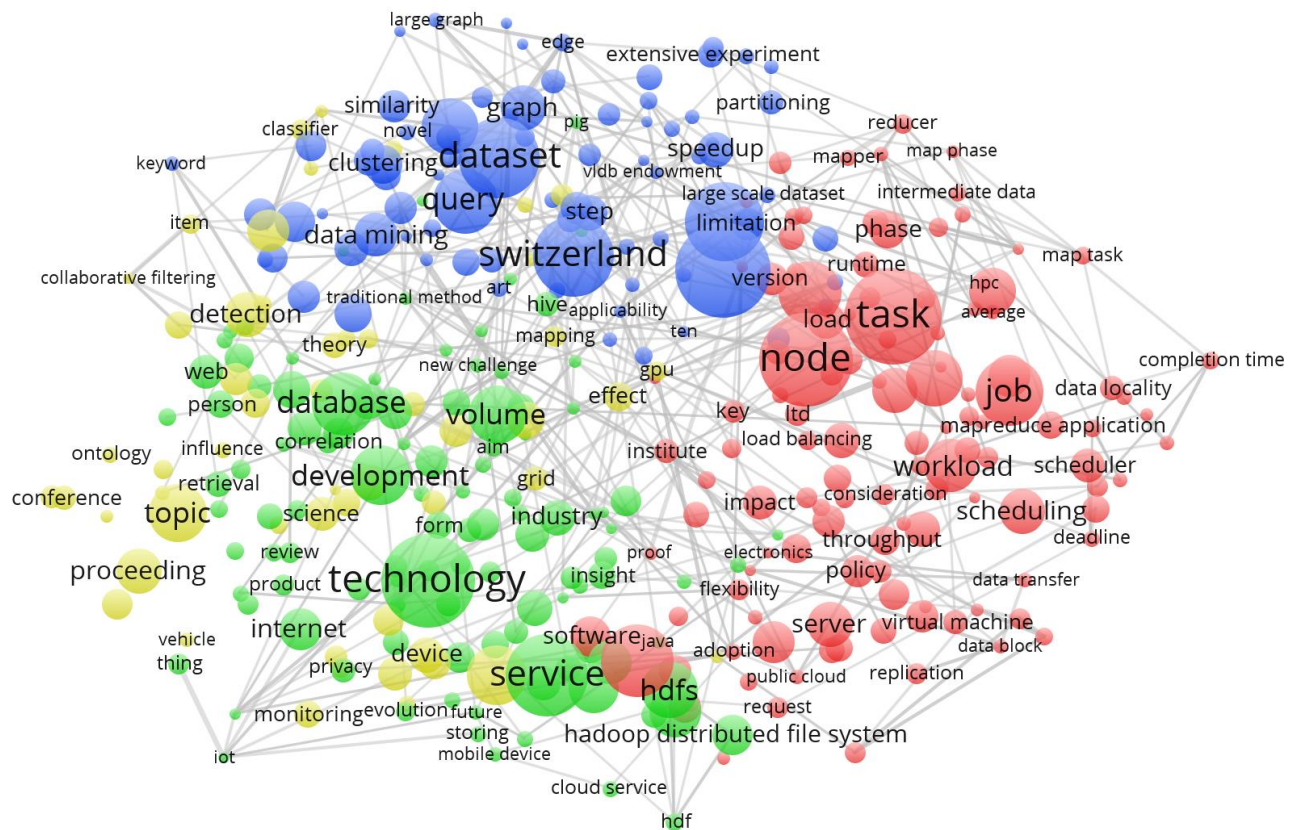 large graph
edge
extensive experiment
similarity
graph
partitioning
classifier
novel
pig
reducer
keyword
clustering
dataset
speedup
mapper
map phase
vldb endowment
query
large scale dataset
intermediate data
item
step
limitation
data mining
phase
switzerland
map task
collaborative filtering
version
runtime
traditional method
art
hpc
detection
hive
applicability
load
task
average
theory
mapping
ten
new challenge
node
completion time
web
gpu
job
data locality
person
database
volume
effect
key
ltd
mapreduce application
correlation
aim
load balancing
ontology
influence
institute
workload
scheduler
retrieval
development
grid
consideration
conference
topic
science
form
industry
impact
scheduling
throughput
deadline
review
proof
electronics
proceeding
product
technology
insight
flexibility
policy
data transfer
internet
software
java
server
virtual machine
vehicle
thing
privacy
device
adoption
data block
service
hdfs
public cloud
replication
monitoring
evolution
future
request
storing
hadoop distributed file system
iot
mobile device
cloud service
hdf